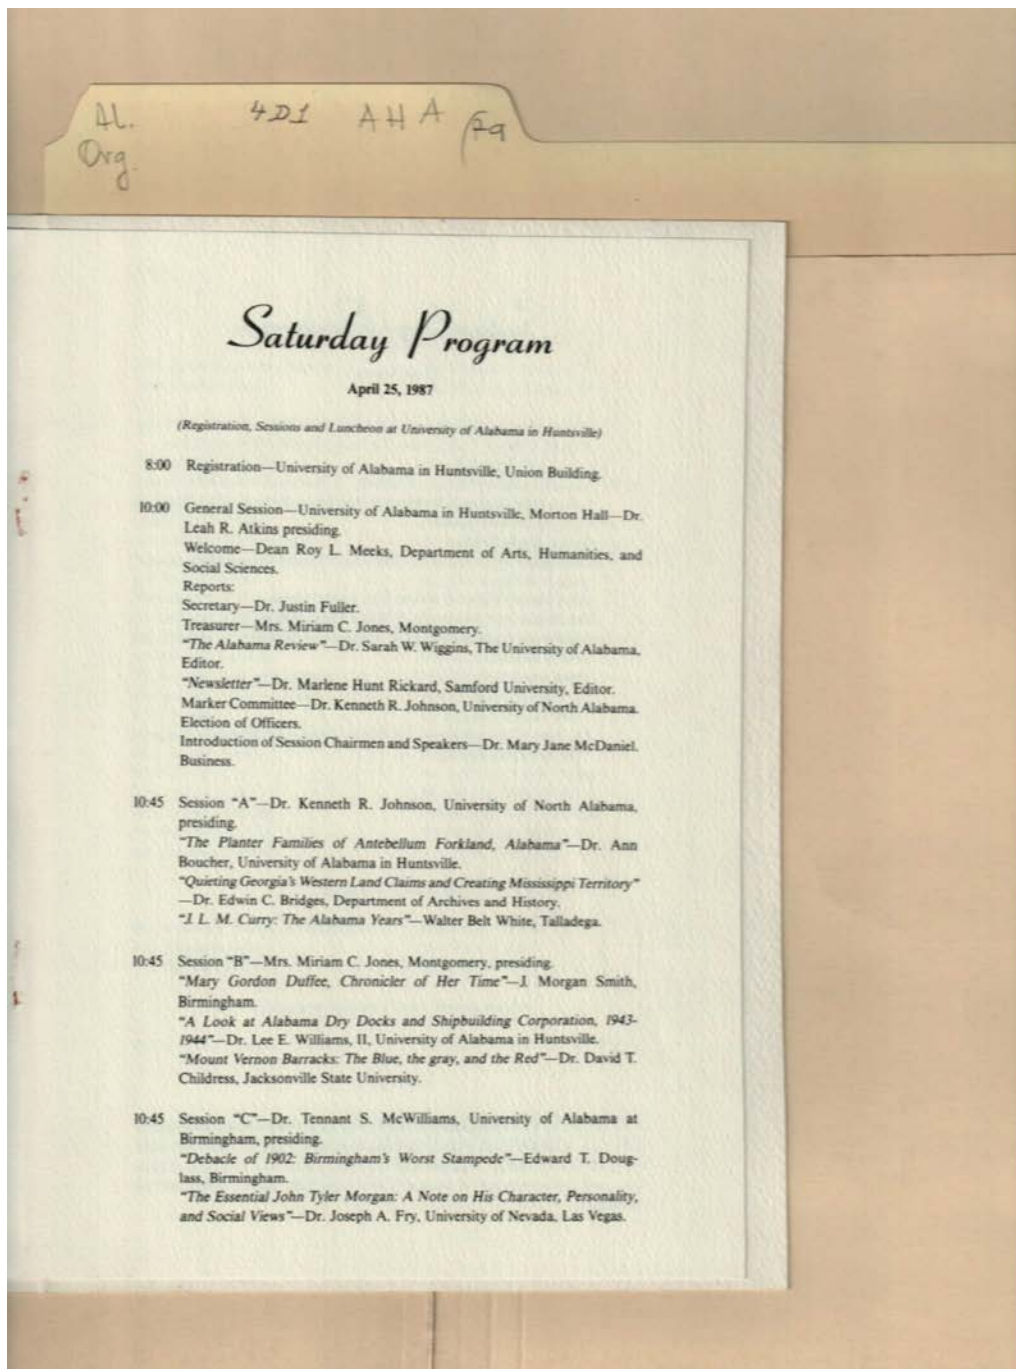 AL. 4D1 AHA
Org.
Saturday Program
April 25, 1987
(Registration, Sessions and Luncheon at University of Alabama in Huntsville)
8:00 Registration—University of Alabama in Huntsville, Union Building.
10:00 General Session—University of Alabama in Huntsville, Morton Hall—Dr.
Leah R. Atkins presiding.
Welcome—Dean Roy L. Meeks, Department of Arts, Humanities, and
Social Sciences.
Reports:
Secretary—Dr. Justin Fuller.
Treasurer—Mrs. Miriam C. Jones, Montgomery.
"The Alabama Review"—Dr. Sarah W. Wiggins, The University of Alabama,
Editor.
"Newsletter"—Dr. Marlene Hunt Rickard, Samford University, Editor.
Marker Committee—Dr. Kenneth R. Johnson, University of North Alabama.
Election of Officers.
Introduction of Session Chairmen and Speakers—Dr. Mary Jane McDaniel.
Business.
10:45 Session "A"—Dr. Kenneth R. Johnson, University of North Alabama,
presiding.
"The Planter Families of Antebellum Forkland, Alabama"—Dr. Ann
Boucher, University of Alabama in Huntsville.
"Quieting Georgia's Western Land Claims and Creating Mississippi Territory"
—Dr. Edwin C. Bridges, Department of Archives and History.
"J. L. M. Curry: The Alabama Years"—Walter Belt White, Talladega.
10:45 Session "B"—Mrs. Miriam C. Jones, Montgomery, presiding.
"Mary Gordon Duffee, Chronicler of Her Time"—J. Morgan Smith,
Birmingham.
"A Look at Alabama Dry Docks and Shipbuilding Corporation, 1943-
1944"—Dr. Lee E. Williams, II, University of Alabama in Huntsville.
"Mount Vernon Barracks: The Blue, the gray, and the Red"—Dr. David T.
Childress, Jacksonville State University.
10:45 Session "C"—Dr. Tennant S. McWilliams, University of Alabama at
Birmingham, presiding.
"Debacle of 1902: Birmingham's Worst Stampede"—Edward T. Doug-
lass, Birmingham.
"The Essential John Tyler Morgan: A Note on His Character, Personality,
and Social Views"—Dr. Joseph A. Fry, University of Nevada, Las Vegas.